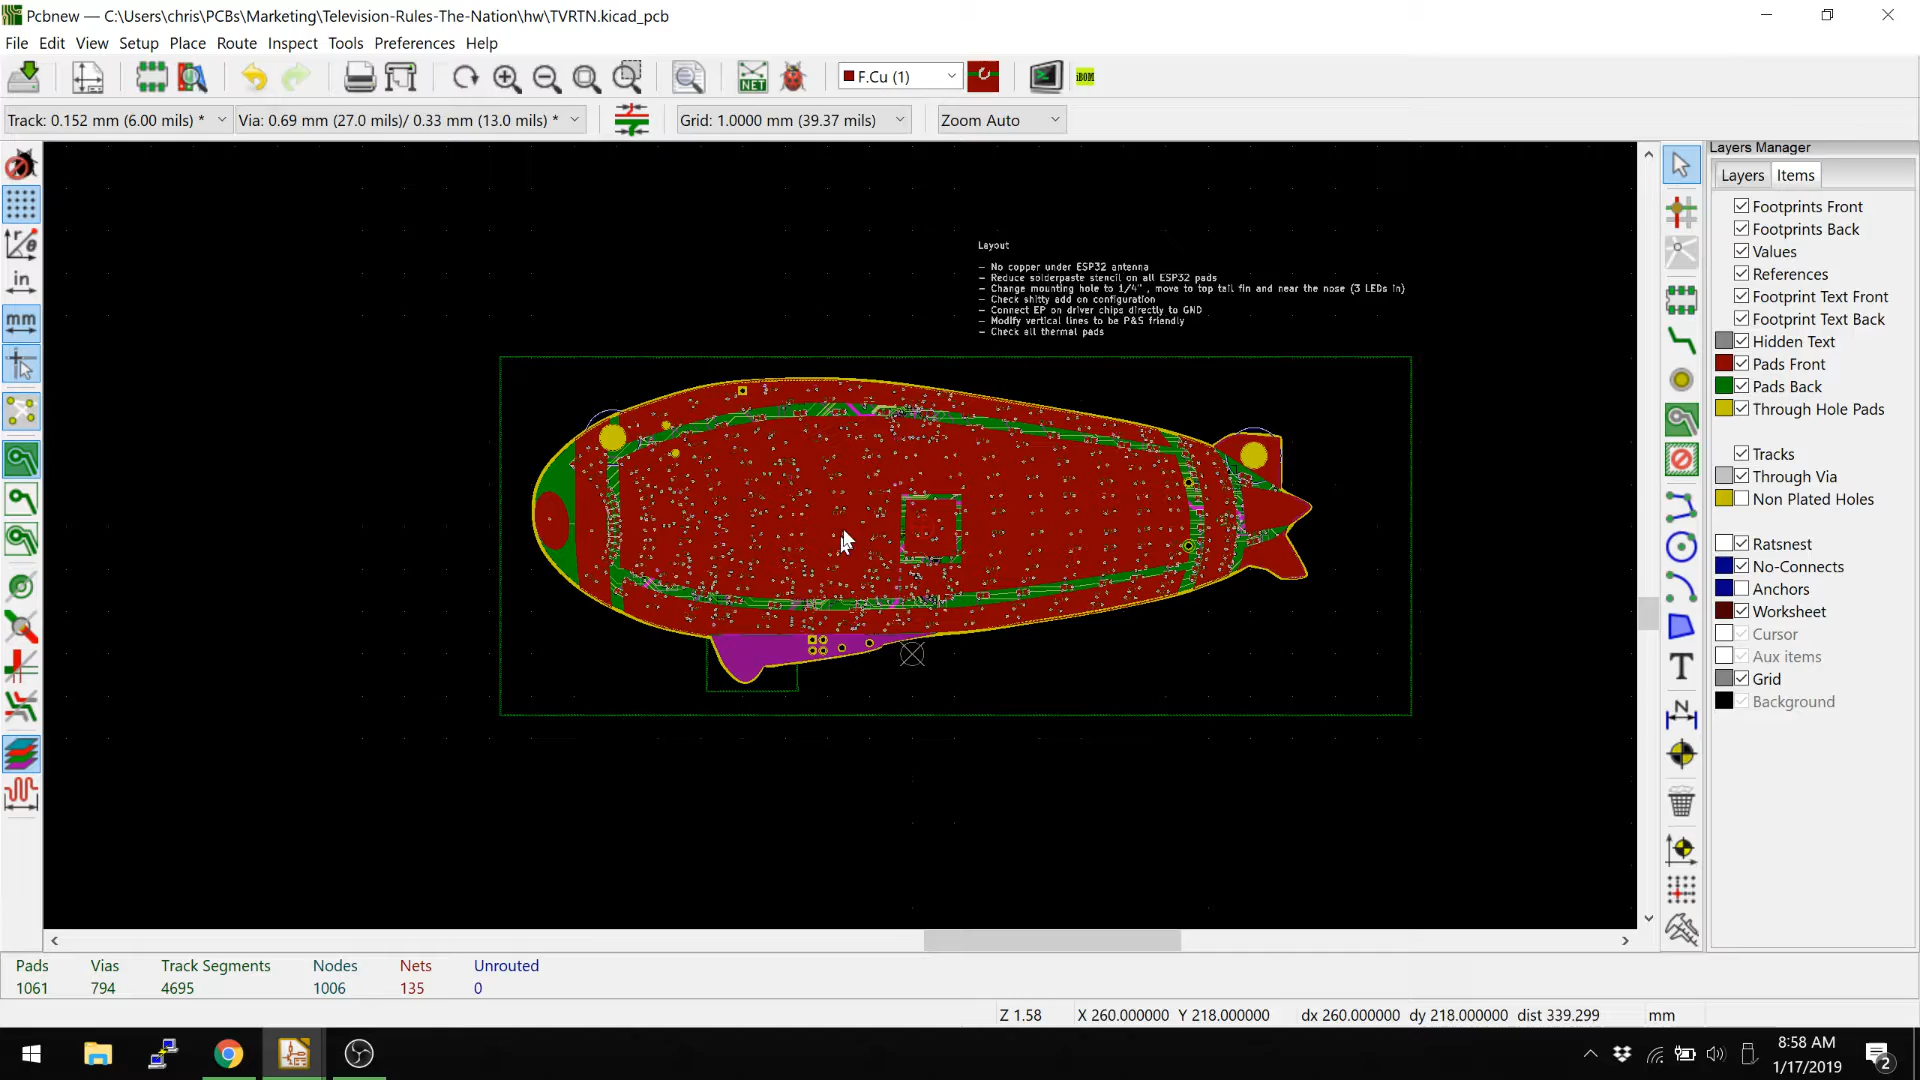 Pcbnew — C:\Users\chris\PCBs\Marketing\Television-Rules-The-Nation\hw\TVRTN.kicad_pcb
File Edit View Setup Place Route Inspect Tools Preferences Help
NET F.Cu (1) iBOM
Track: 0.152 mm (6.00 mils) * Via: 0.69 mm (27.0 mils)/ 0.33 mm (13.0 mils) * Grid: 1.0000 mm (39.37 mils) Zoom Auto
Layers Manager
Layers Items
in
mm
Layout
- No copper under ESP32 antenna
- Reduce solderpaste stencil on all ESP32 pads
- Change mounting hole to 1/4" , move to top tail fin and near the nose (3 LEDs in)
- Check shitty add on configuration
- Connect EP on driver chips directly to GND
- Modify vertical lines to be P&S friendly
- Check all thermal pads
Footprints Front
Footprints Back
Values
References
Footprint Text Front
Footprint Text Back
Hidden Text
Pads Front
Pads Back
Through Hole Pads
Tracks
Through Via
Non Plated Holes
Ratsnest
No-Connects
Anchors
Worksheet
Cursor
Aux items
Grid
Background
T
N
Pads Vias Track Segments Nodes Nets Unrouted
1061 794 4695 1006 135 0
Z 1.58 X 260.000000 Y 218.000000 dx 260.000000 dy 218.000000 dist 339.299 mm
8:58 AM
1/17/2019
2